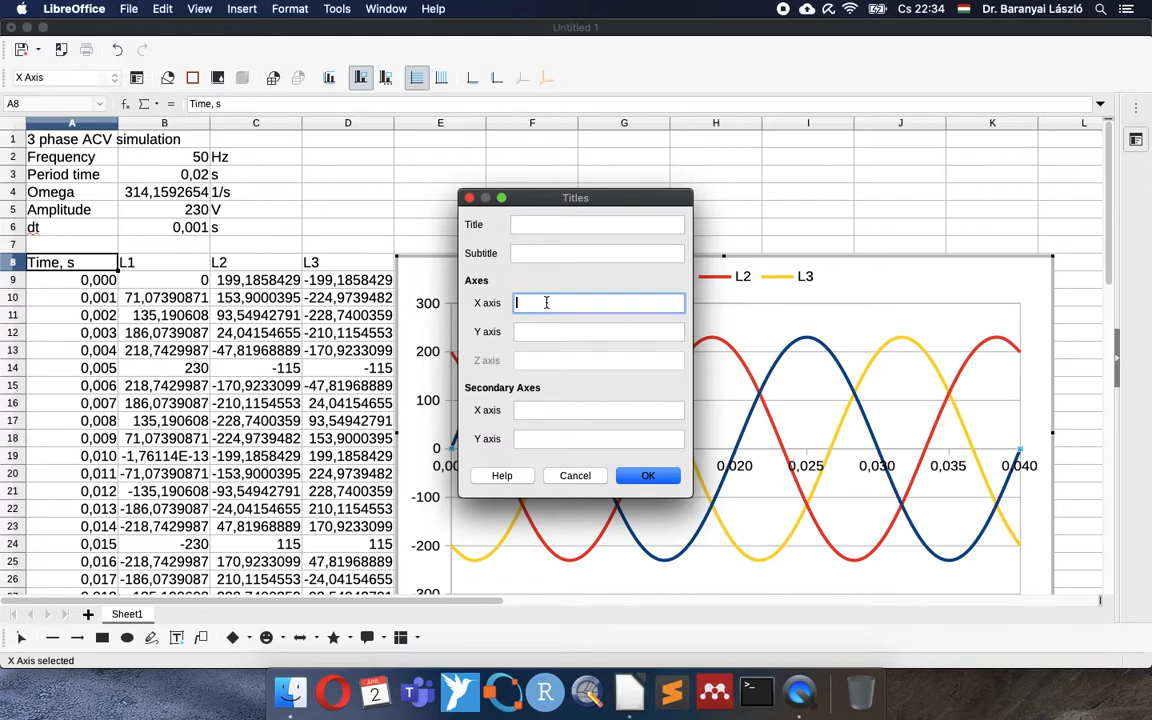 LibreOffice File Edit View Insert Format Tools Window Help Cs 22:34 Dr. Baranyai László
Untitled 1
X Axis
A8 Time, s
A B C D E F G H I J K L
1 3 phase ACV simulation
2 Frequency 50 Hz
3 Period time 0,02 s
4 Omega 314,1592654 1/s
5 Amplitude 230 V
6 dt 0,001 s
7
8 Time, s L1 L2 L3
9 0,000 0 199,1858429 -199,1858429
10 0,001 71,07390871 153,9000395 -224,9739482
11 0,002 135,190608 93,54942791 -228,7400359
12 0,003 186,0739087 24,04154655 -210,1154553
13 0,004 218,7429987 -47,81968889 -170,9233099
14 0,005 230 -115 -115
15 0,006 218,7429987 -170,9233099 -47,81968889
16 0,007 186,0739087 -210,1154553 24,04154655
17 0,008 135,190608 -228,7400359 93,54942791
18 0,009 71,07390871 -224,9739482 153,9000395
19 0,010 -1,76114E-13 -199,1858429 199,1858429
20 0,011 -71,07390871 -153,9000395 224,9739482
21 0,012 -135,190608 -93,54942791 228,7400359
22 0,013 -186,0739087 -24,04154655 210,1154553
23 0,014 -218,7429987 47,81968889 170,9233099
24 0,015 -230 115 115
25 0,016 -218,7429987 170,9233099 47,81968889
26 0,017 -186,0739087 210,1154553 -24,04154655
L2 L3
300
200
100
0
-100
-200
-300
0,00 0,020 0,025 0,030 0,035 0,040
Titles
Title
Subtitle
Axes
X axis
Y axis
Z axis
Secondary Axes
X axis
Y axis
Help Cancel OK
Sheet1
X Axis selected
APR
2
R